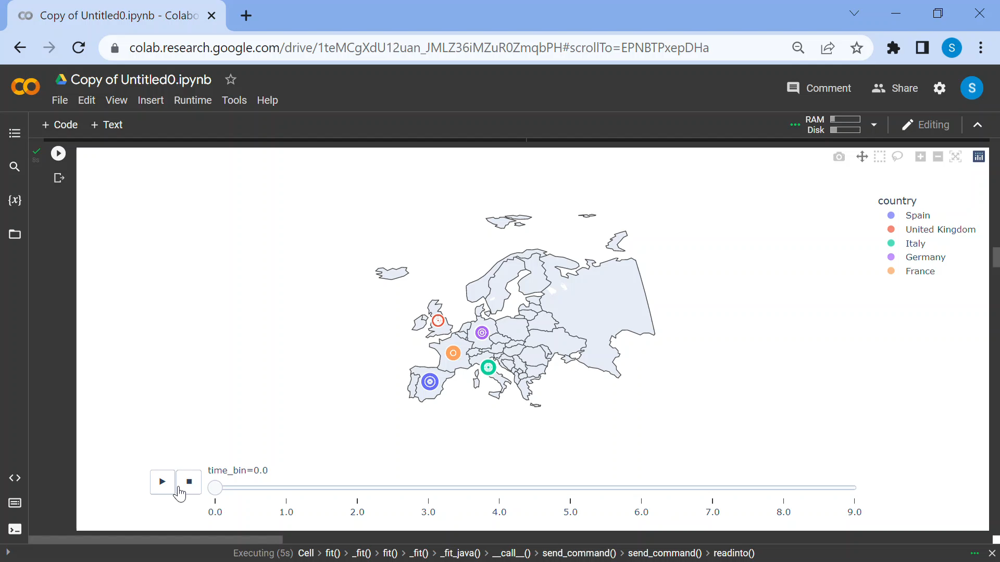 Copy of Untitled0.ipynb - Colabo
colab.research.google.com/drive/1teMCgXdU12uan_JMLZ36iMZuR0ZmqbPH#scrollTo=EPNBTPxepDHa
S
Copy of Untitled0.ipynb
File Edit View Insert Runtime Tools Help
Comment
Share
S
+ Code + Text
RAM
Disk
Editing
8s
{x}
country
Spain
United Kingdom
Italy
Germany
France
time_bin=0.0
0.0 1.0 2.0 3.0 4.0 5.0 6.0 7.0 8.0 9.0
Executing (5s) Cell > fit() > _fit() > fit() > _fit() > _fit_java() > __call__() > send_command() > send_command() > readinto()